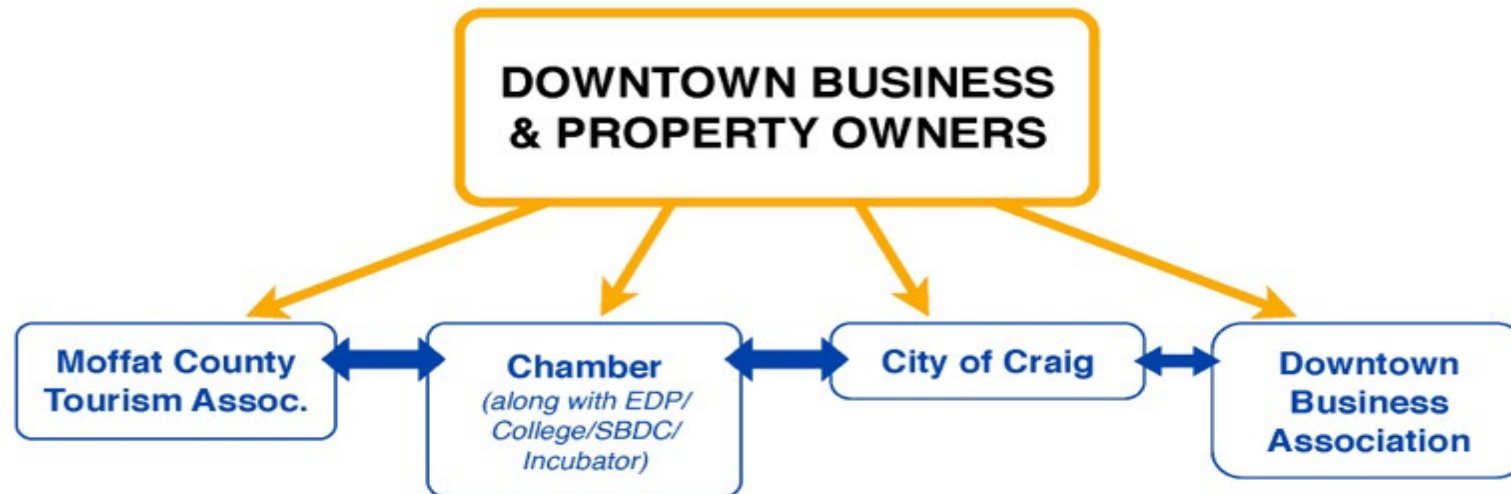 DOWNTOWN BUSINESS
& PROPERTY OWNERS
Moffat County
Tourism Assoc.
Chamber
(along with EDP/
College/SBDC/
Incubator)
City of Craig
Downtown
Business
Association